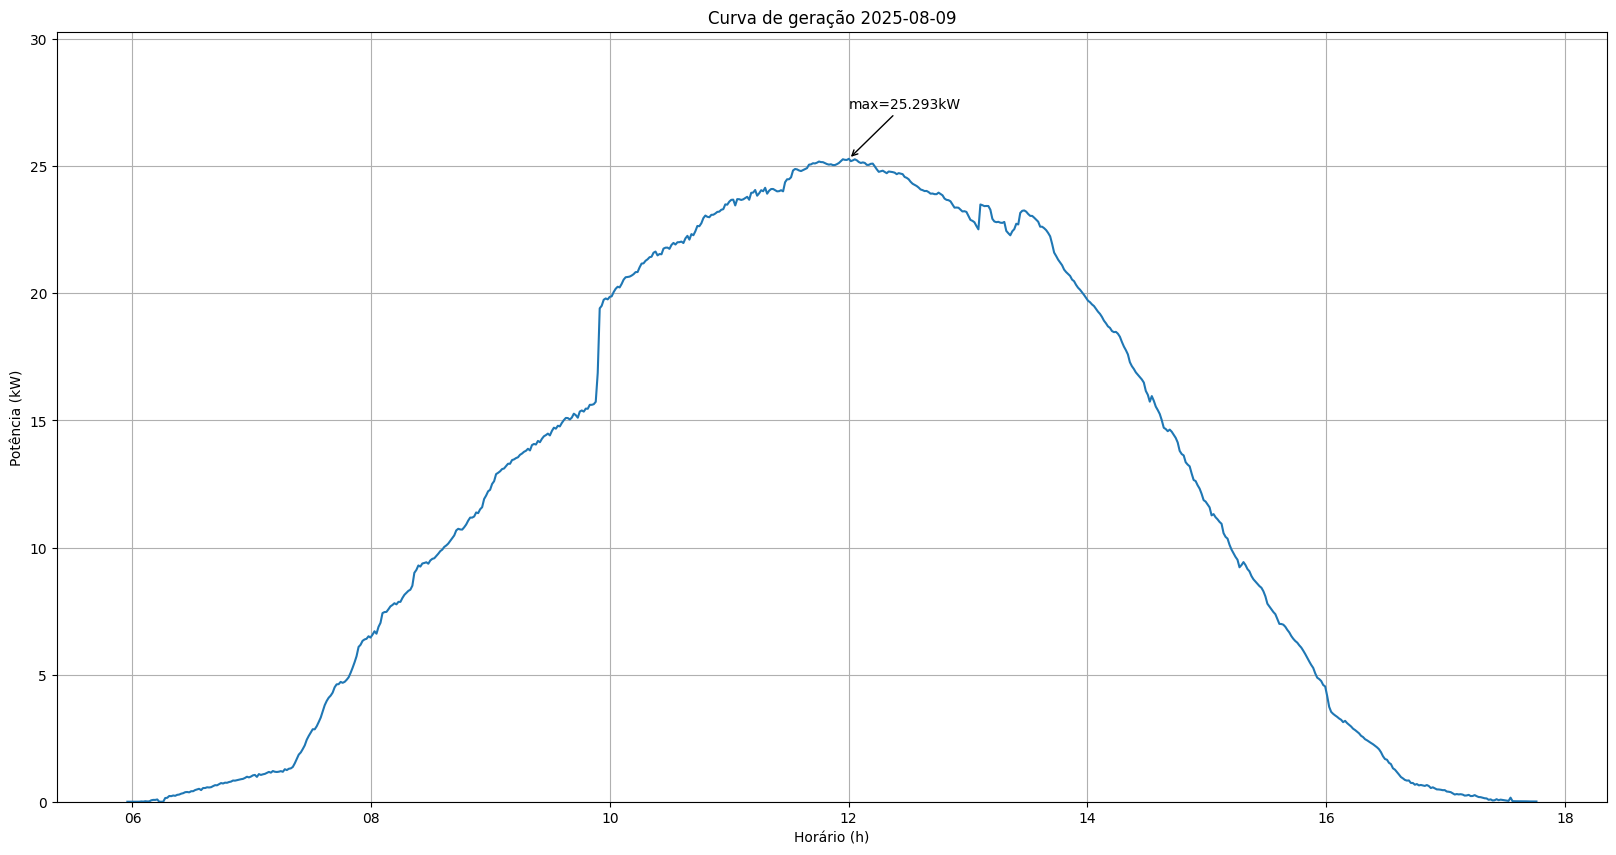 Curva de geração 2025-08-09
30
25
20
15
10
5
0
max=25.293kW
Potência (kW)
06 08 10 12 14 16 18
Horário (h)